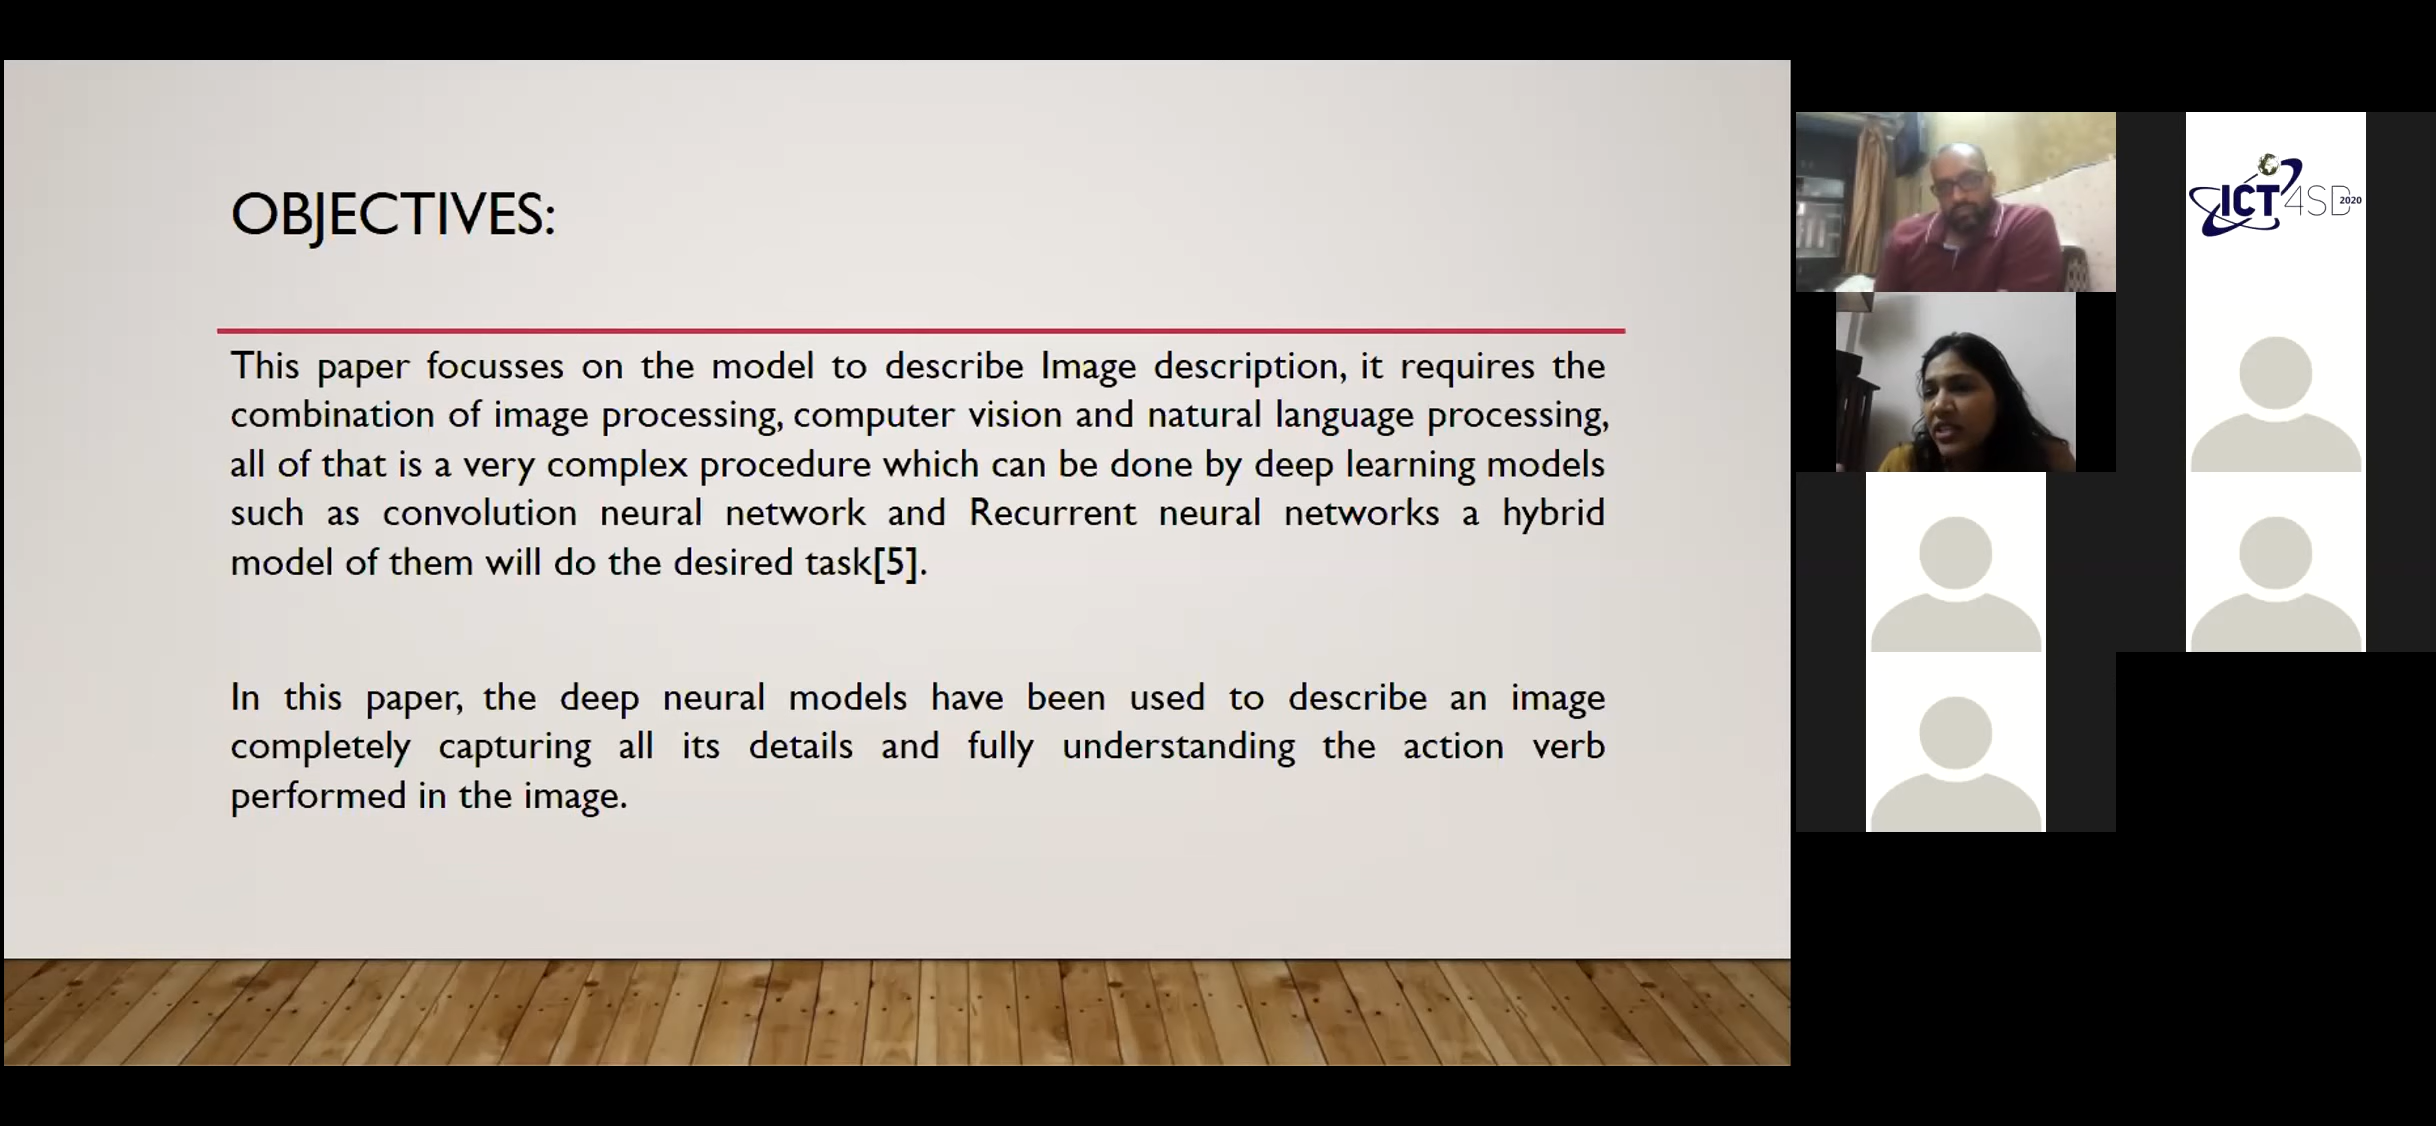 OBJECTIVES:
This paper focusses on the model to describe Image description, it requires the
combination of image processing, computer vision and natural language processing,
all of that is a very complex procedure which can be done by deep learning models
such as convolution neural network and Recurrent neural networks a hybrid
model of them will do the desired task[5].
In this paper, the deep neural models have been used to describe an image
completely capturing all its details and fully understanding the action verb
performed in the image.
ICT4SD2020